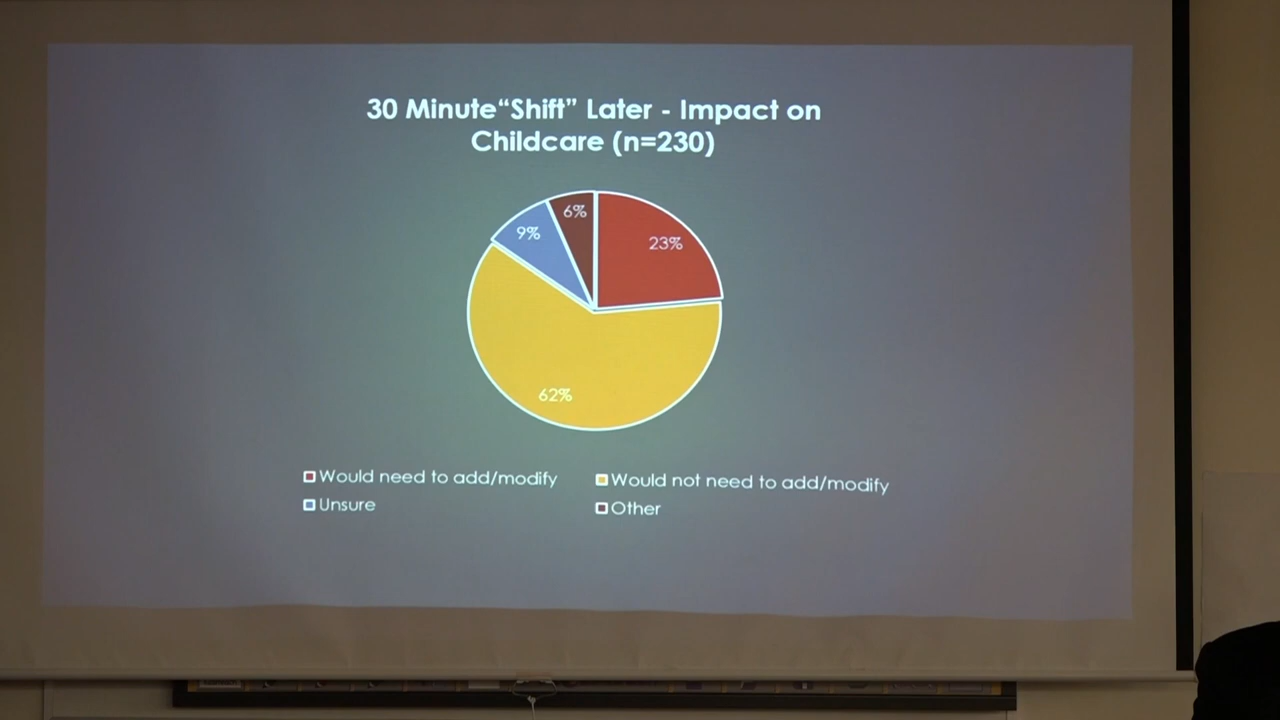 30 Minute“Shift” Later - Impact on
Childcare (n=230)
6%
9%
23%
62%
Would need to add/modify
Would not need to add/modify
Unsure
Other